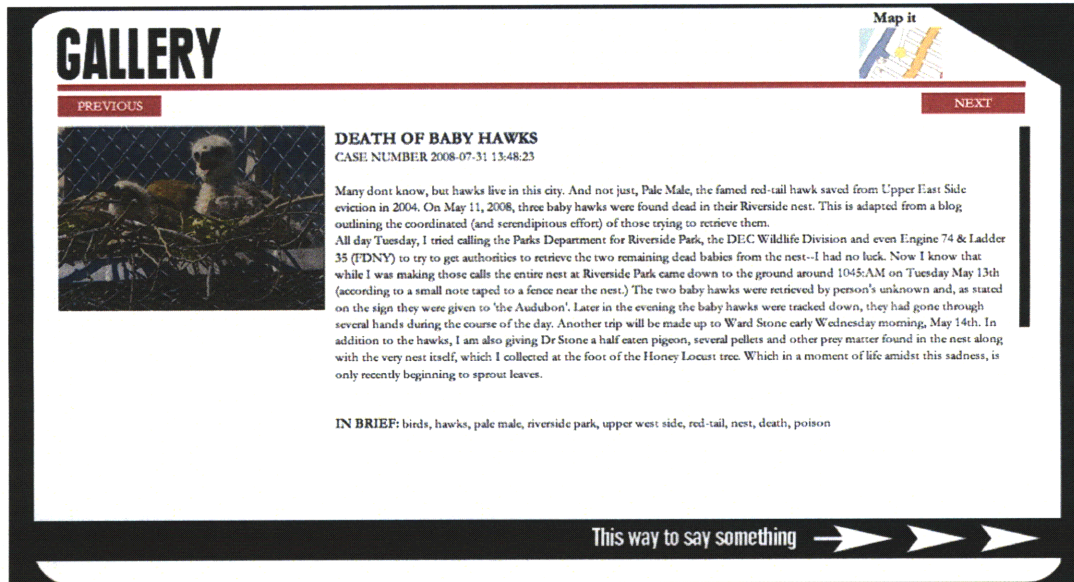 Map it
GALLERY
PREVIOUS
NEXT
DEATH OF BABY HAWKS
CASE NUMBER 2008-07-31 13:48:23
Many dont know, but hawks live in this city. And not just, Pale Male, the famed red-tail hawk saved from Upper East Side
eviction in 2004. On May 11, 2008, three baby hawks were found dead in their Riverside nest. This is adapted from a blog
outlining the coordinated (and serendipitous effort) of those trying to retrieve them.
All day Tuesday, I tried calling the Parks Department for Riverside Park, the DEC Wildlife Division and even Engine 74 & Ladder
35 (FDNY) to try to get authorities to retrieve the two remaining dead babies from the nest--I had no luck. Now I know that
while I was making those calls the entire nest at Riverside Park came down to the ground around 1045:AM on Tuesday May 13th
(according to a small note taped to a fence near the nest.) The two baby hawks were retrieved by person's unknown and, as stated
on the sign they were given to 'the Audubon'. Later in the evening the baby hawks were tracked down, they had gone through
several hands during the course of the day. Another trip will be made up to Ward Stone early Wednesday morning, May 14th. In
addition to the hawks, I am also giving Dr Stone a half eaten pigeon, several pellets and other prey matter found in the nest along
with the very nest itself, which I collected at the foot of the Honey Locust tree. Which in a moment of life amidst this sadness, is
only recently beginning to sprout leaves.
IN BRIEF: birds, hawks, pale male, riverside park, upper west side, red-tail, nest, death, poison
This way to say something